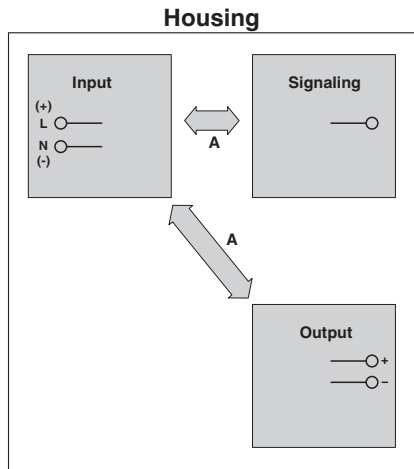 Housing
Input
Signaling
(+)
L
A
N
(-)
A
Output
+
–